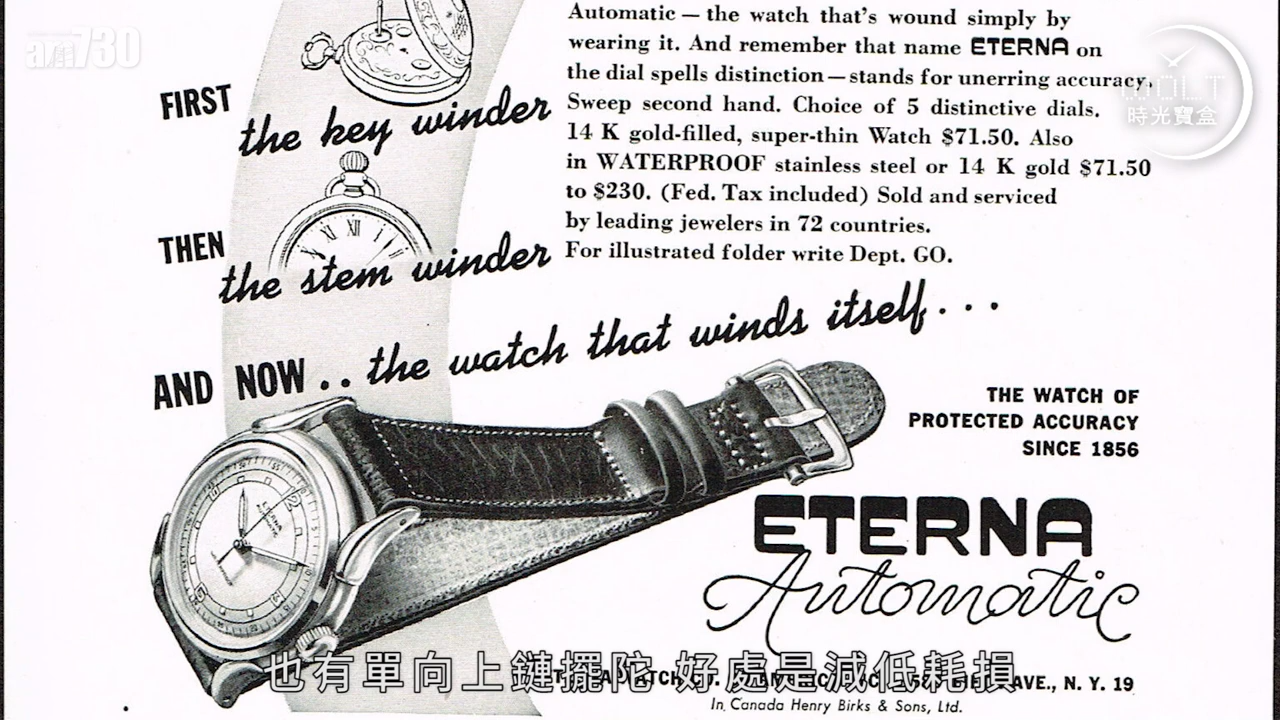 am730
Automatic — the watch that's wound simply by
wearing it. And remember that name ETERNA on
the dial spells distinction — stands for unerring accuracy.
Sweep second hand. Choice of 5 distinctive dials.
14 K gold-filled, super-thin Watch $71.50. Also
in WATERPROOF stainless steel or 14 K gold $71.50
to $230. (Fed. Tax included) Sold and serviced
by leading jewelers in 72 countries.
For illustrated folder write Dept. GO.
時光寶盒
FIRST
the key winder
THEN
the stem winder
AND NOW.. the watch that winds itself...
THE WATCH OF
PROTECTED ACCURACY
SINCE 1856
ETERNA
Automatic
也有單向上鏈擺陀 好處是減低耗損
AVE., N. Y. 19
In Canada Henry Birks & Sons, Ltd.